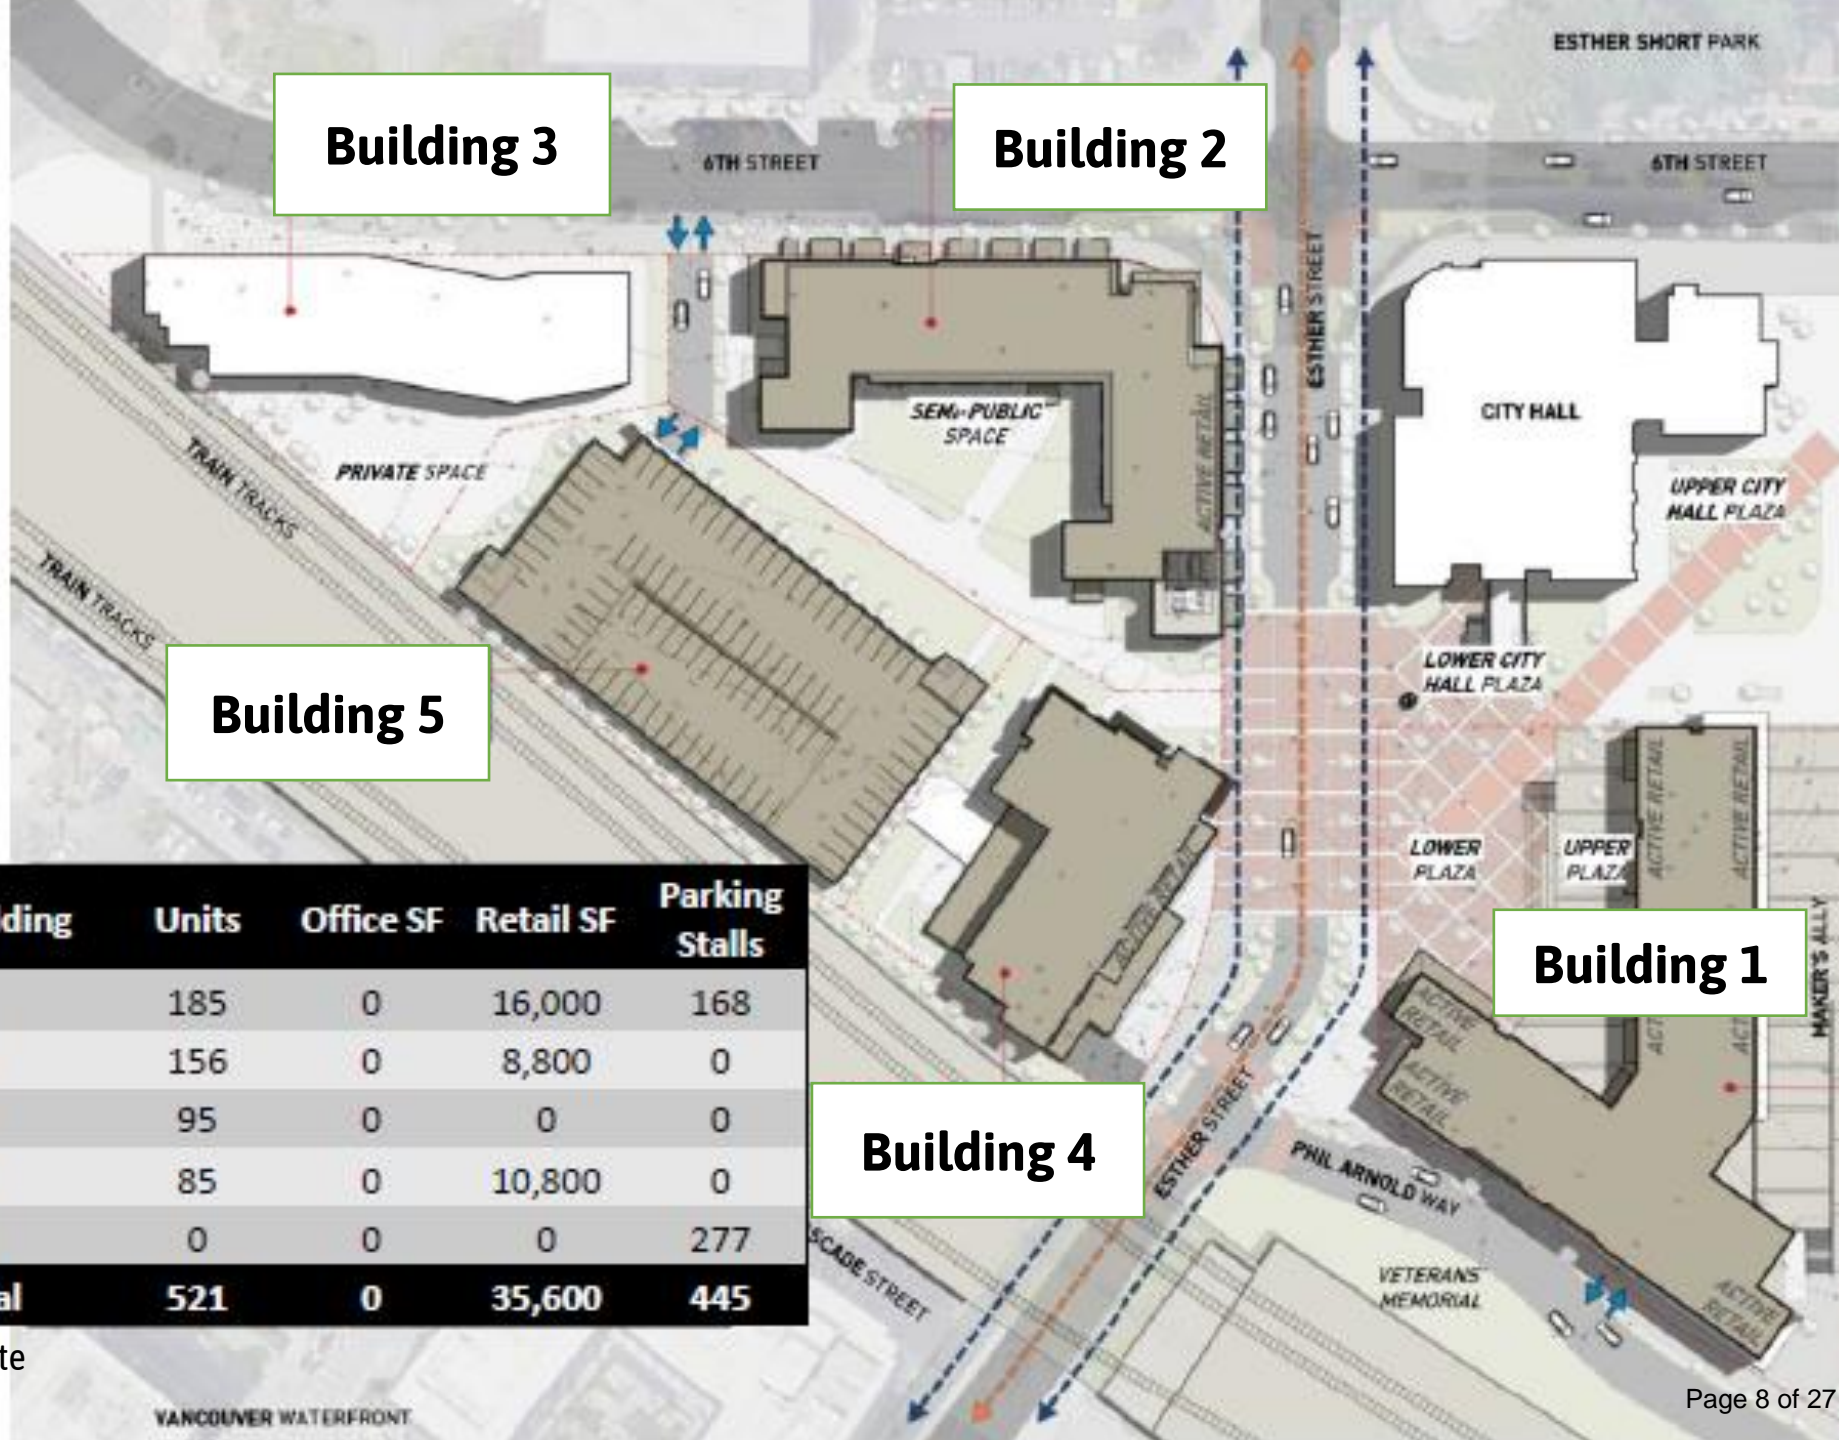 ESTHER SHORT PARK
Building 3
Building 2
6TH STREET
6TH STREET
ESTHER STREET
CITY HALL
SEMI-PUBLIC
SPACE
ACTIVE RETAIL
PRIVATE SPACE
UPPER CITY
HALL PLAZA
TRAIN TRACKS
TRAIN TRACKS
LOWER CITY
HALL PLAZA
Building 5
ACTIVE RETAIL
ACTIVE RETAIL
LOWER
PLAZA
UPPER
PLAZA
ACTIVE RETAIL
MAKER'S ALLY
Building 1
lding Units Office SF Retail SF Parking
Stalls
185 0 16,000 168
156 0 8,800 0
95 0 0 0
85 0 10,800 0
0 0 0 277
al 521 0 35,600 445
ACTIVE
RETAIL
ACTIVE
RETAIL
Building 4
ESTHER STREET
PHIL ARNOLD WAY
SCADE STREET
VETERANS
MEMORIAL
ACTIVE
RETAIL
te
VANCOUVER WATERFRONT
Page 8 of 27